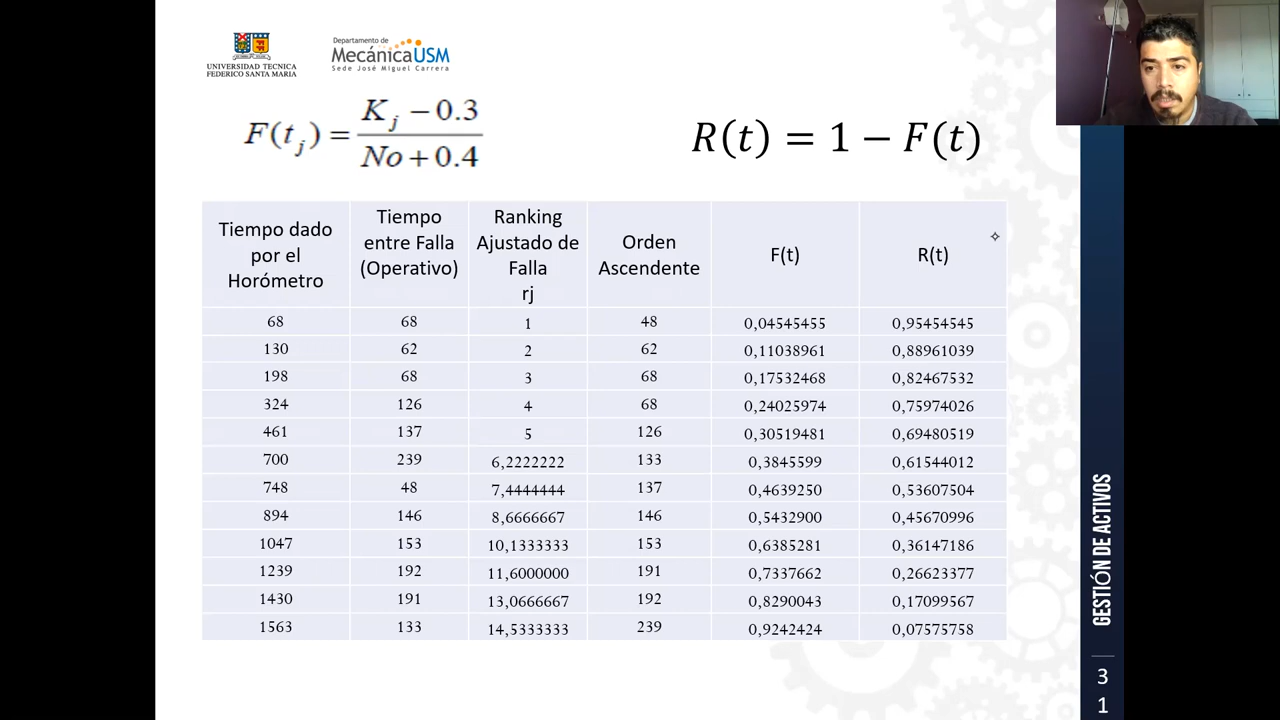 UNIVERSIDAD TECNICA
FEDERICO SANTA MARIA
Departamento de
MecánicaUSM
Sede José Miguel Carrera
F(tj) = (Kj − 0.3) / (No + 0.4)
R(t) = 1 − F(t)
Tiempo dado por el Horómetro | Tiempo entre Falla (Operativo) | Ranking Ajustado de Falla rj | Orden Ascendente | F(t) | R(t)
68 | 68 | 1 | 48 | 0,04545455 | 0,95454545
130 | 62 | 2 | 62 | 0,11038961 | 0,88961039
198 | 68 | 3 | 68 | 0,17532468 | 0,82467532
324 | 126 | 4 | 68 | 0,24025974 | 0,75974026
461 | 137 | 5 | 126 | 0,30519481 | 0,69480519
700 | 239 | 6,2222222 | 133 | 0,3845599 | 0,61544012
748 | 48 | 7,4444444 | 137 | 0,4639250 | 0,53607504
894 | 146 | 8,6666667 | 146 | 0,5432900 | 0,45670996
1047 | 153 | 10,1333333 | 153 | 0,6385281 | 0,36147186
1239 | 192 | 11,6000000 | 191 | 0,7337662 | 0,26623377
1430 | 191 | 13,0666667 | 192 | 0,8290043 | 0,17099567
1563 | 133 | 14,5333333 | 239 | 0,9242424 | 0,07575758
GESTIÓN DE ACTIVOS
3
1